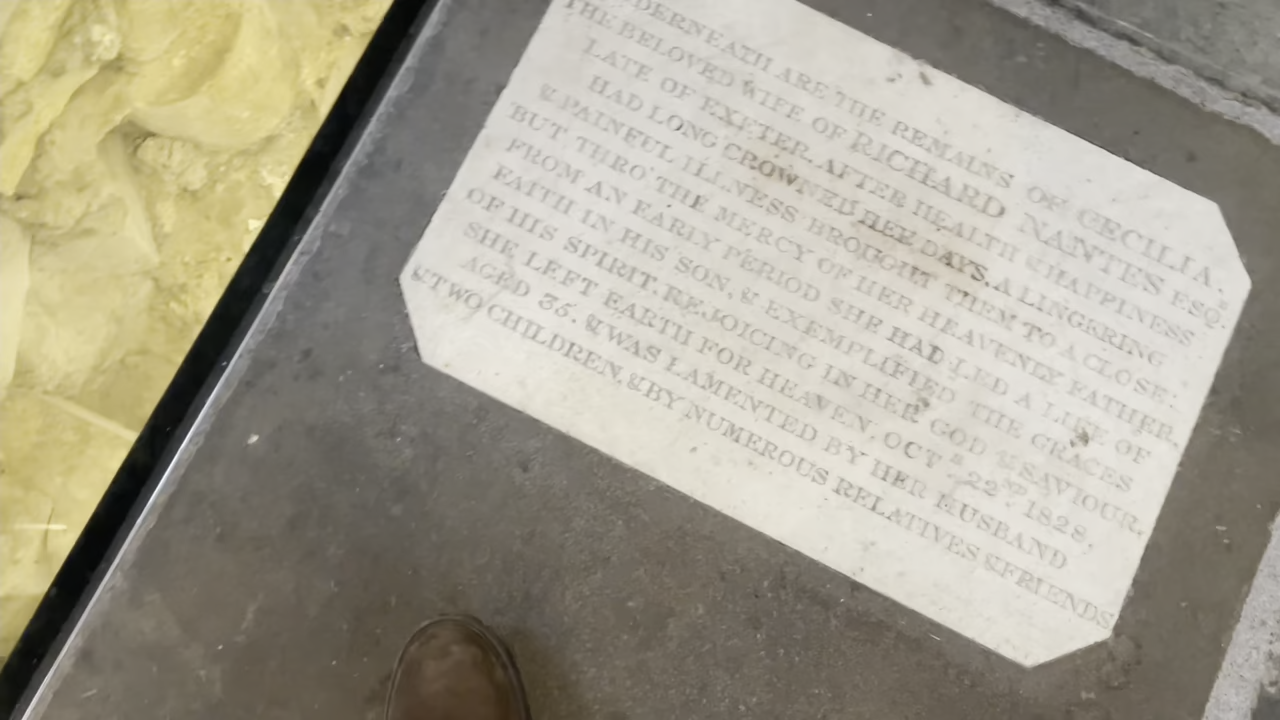 DERNEATH ARE THE REMAINS OF CECILIA,
THE BELOVED WIFE OF RICHARD NANTES ESQ.
LATE OF EXETER. AFTER HEALTH & HAPPINESS
HAD LONG CROWNED HER DAYS, A LINGERING
& PAINFUL ILLNESS BROUGHT THEM TO A CLOSE:
BUT THRO' THE MERCY OF HER HEAVENLY FATHER,
FROM AN EARLY PERIOD SHE HAD LED A LIFE OF
FAITH IN HIS SON, & EXEMPLIFIED THE GRACES
OF HIS SPIRIT. REJOICING IN HER GOD & SAVIOUR,
SHE LEFT EARTH FOR HEAVEN, OCTR 22ND 1828,
AGED 35. & WAS LAMENTED BY HER HUSBAND
& TWO CHILDREN, & BY NUMEROUS RELATIVES & FRIENDS